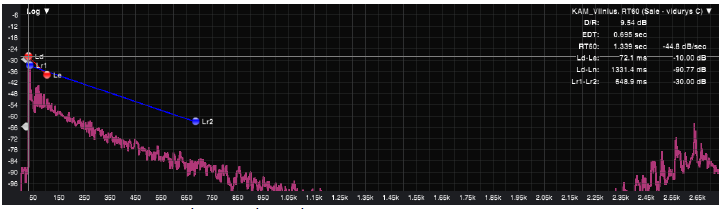 Log ▼
KAM_Vilnius. RT60 (Sale - vidurys C) ▼
D/R: 9.54 dB
EDT: 0.695 sec
RT60: 1.339 sec -44.8 dB/sec
Ld-Le: 72.1 ms -10.00 dB
Ld-Ln: 1331.4 ms -90.77 dB
Lr1-Lr2: 648.9 ms -30.00 dB
-6
-12
-18
-24
-30
-36
-42
-48
-54
-60
-66
-72
-78
-84
-90
-96
Ld
Lr1
Le
Lr2
50 150 250 350 450 550 650 750 850 950 1.05k 1.15k 1.25k 1.35k 1.45k 1.55k 1.65k 1.75k 1.85k 1.95k 2.05k 2.15k 2.25k 2.35k 2.45k 2.55k 2.65k